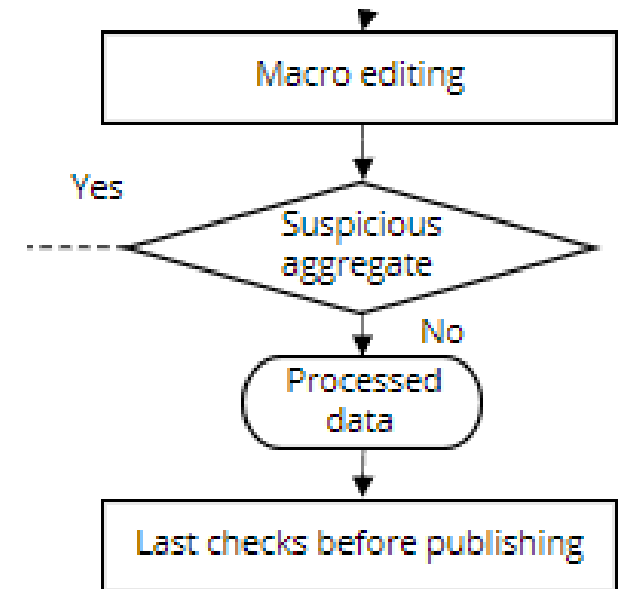 Macro editing
Yes
Suspicious
aggregate
No
Processed
data
Last checks before publishing